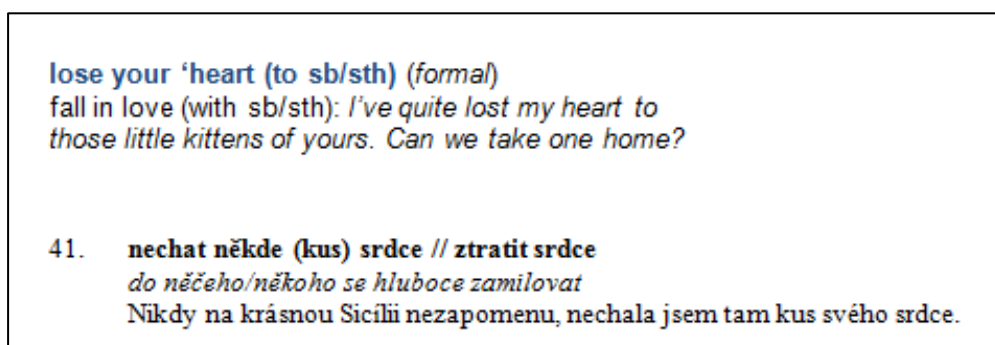 lose your ‘heart (to sb/sth) (formal)
fall in love (with sb/sth): I’ve quite lost my heart to
those little kittens of yours. Can we take one home?
41. nechat někde (kus) srdce // ztratit srdce
do něčeho/někoho se hluboce zamilovat
Nikdy na krásnou Sicílii nezapomenu, nechala jsem tam kus svého srdce.